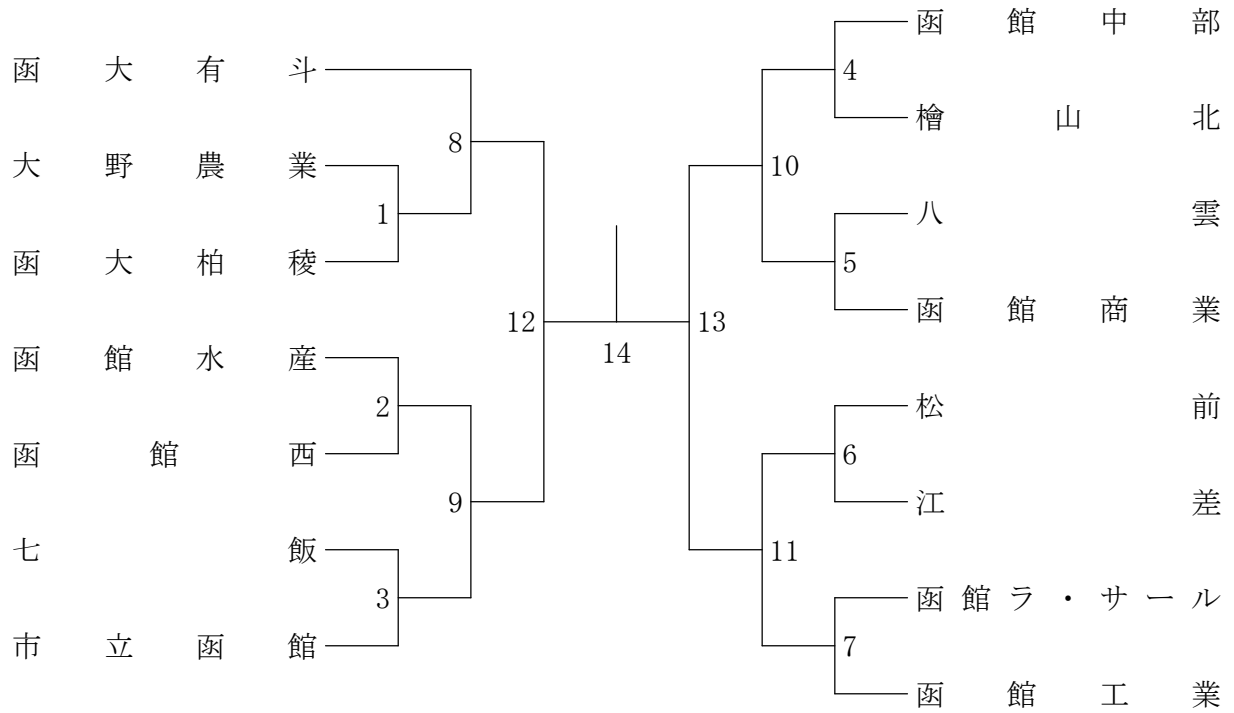 函大有斗
大野農業
函大柏稜
函館水産
函館西
七飯
市立函館
8
1
2
9
3
12
14
13
函館中部
檜山北
八雲
函館商業
松前
江差
函館ラ・サール
函館工業
4
10
5
6
11
7